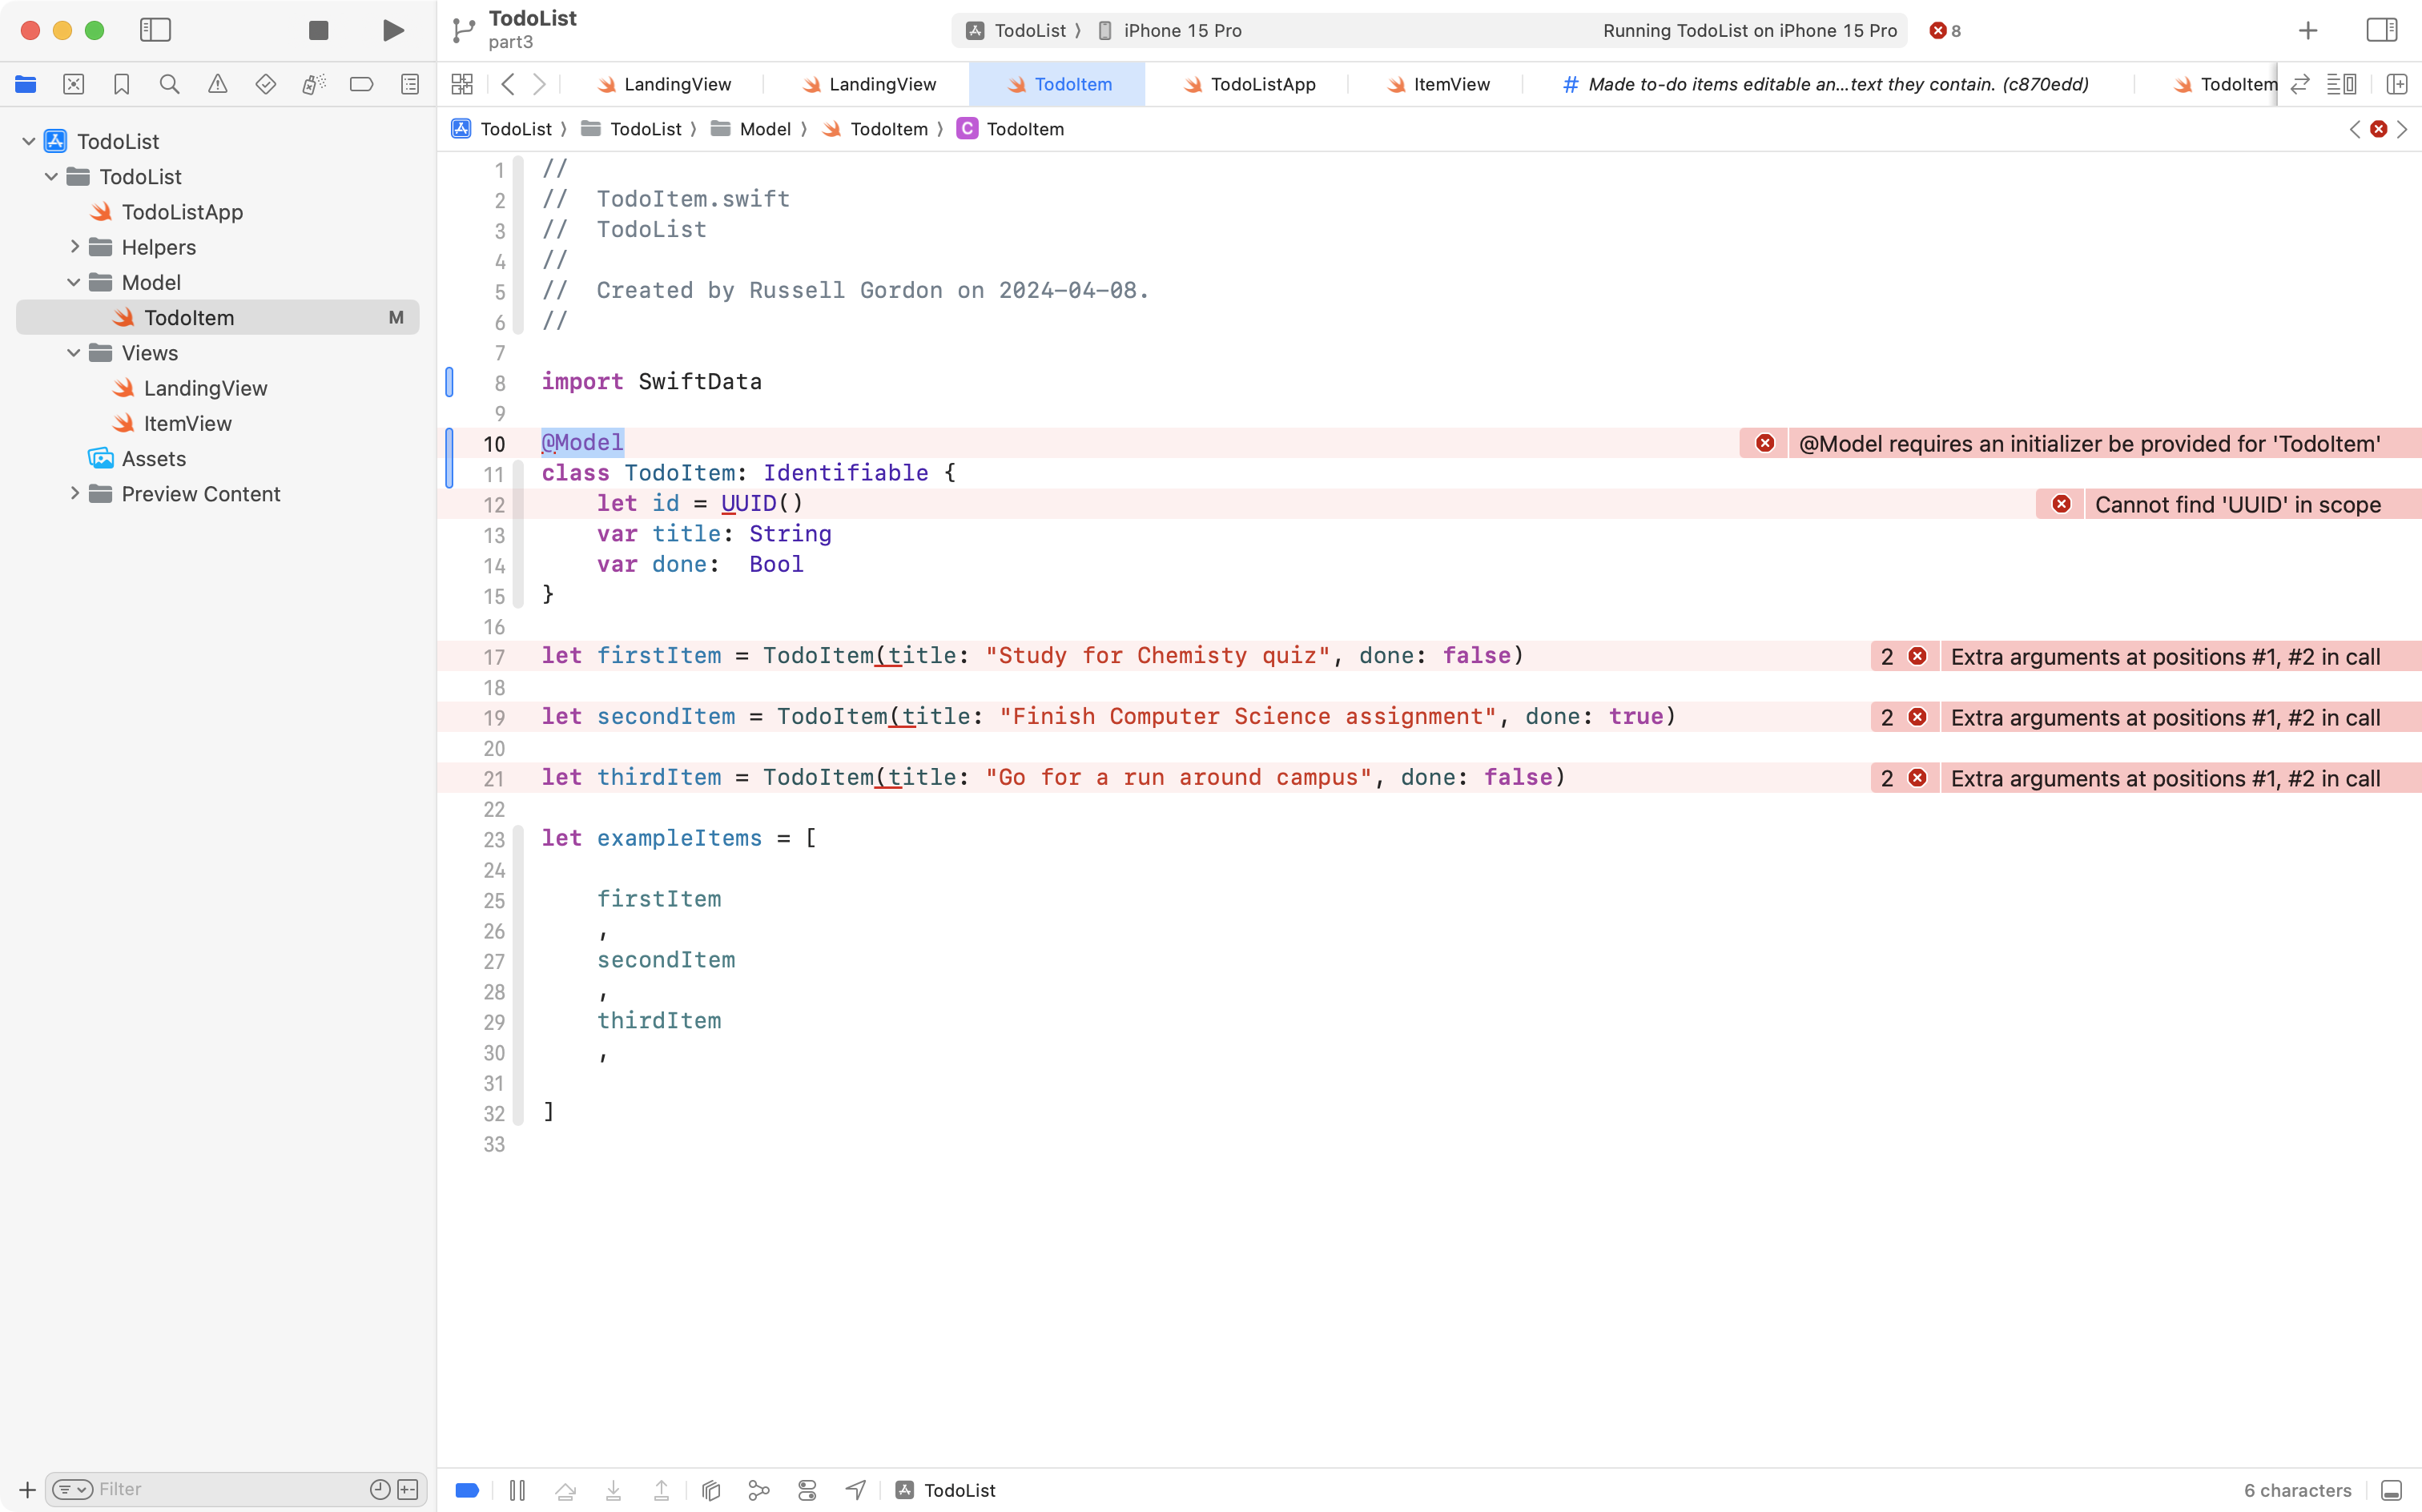 TodoList
part3
TodoList
iPhone 15 Pro
Running TodoList on iPhone 15 Pro
8
LandingView
LandingView
TodoItem
TodoListApp
ItemView
# Made to-do items editable an...text they contain. (c870edd)
TodoItem
TodoList
TodoList
Model
TodoItem
C TodoItem
TodoList
TodoList
TodoListApp
Helpers
Model
TodoItem M
Views
LandingView
ItemView
Assets
Preview Content
1 //
2 //  TodoItem.swift
3 //  TodoList
4 //
5 //  Created by Russell Gordon on 2024-04-08.
6 //
7
8 import SwiftData
9
10 @Model
@Model requires an initializer be provided for 'TodoItem'
11 class TodoItem: Identifiable {
12     let id = UUID()
Cannot find 'UUID' in scope
13     var title: String
14     var done:  Bool
15 }
16
17 let firstItem = TodoItem(title: "Study for Chemisty quiz", done: false)
2 Extra arguments at positions #1, #2 in call
18
19 let secondItem = TodoItem(title: "Finish Computer Science assignment", done: true)
2 Extra arguments at positions #1, #2 in call
20
21 let thirdItem = TodoItem(title: "Go for a run around campus", done: false)
2 Extra arguments at positions #1, #2 in call
22
23 let exampleItems = [
24
25     firstItem
26     ,
27     secondItem
28     ,
29     thirdItem
30     ,
31
32 ]
33
Filter
TodoList
6 characters